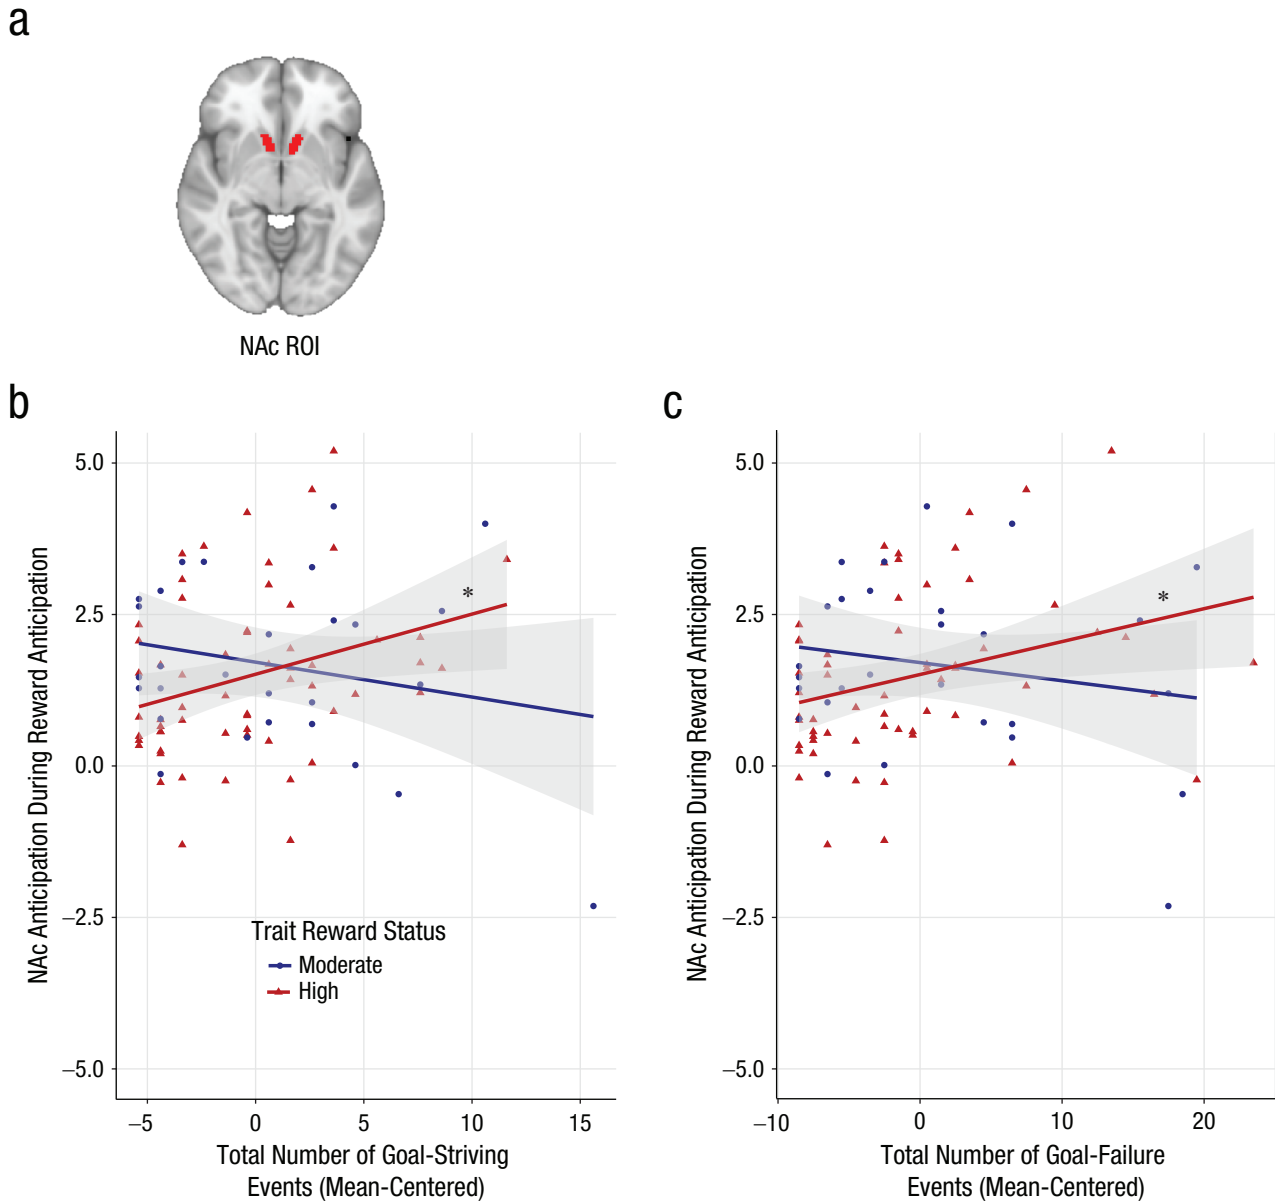 a
NAc ROI
b
NAc Anticipation During Reward Anticipation
5.0
2.5
0.0
−2.5
−5.0
*
Trait Reward Status
Moderate
High
−5
0
5
10
15
Total Number of Goal-Striving
Events (Mean-Centered)
c
NAc Anticipation During Reward Anticipation
5.0
2.5
0.0
−2.5
−5.0
*
−10
0
10
20
Total Number of Goal-Failure
Events (Mean-Centered)